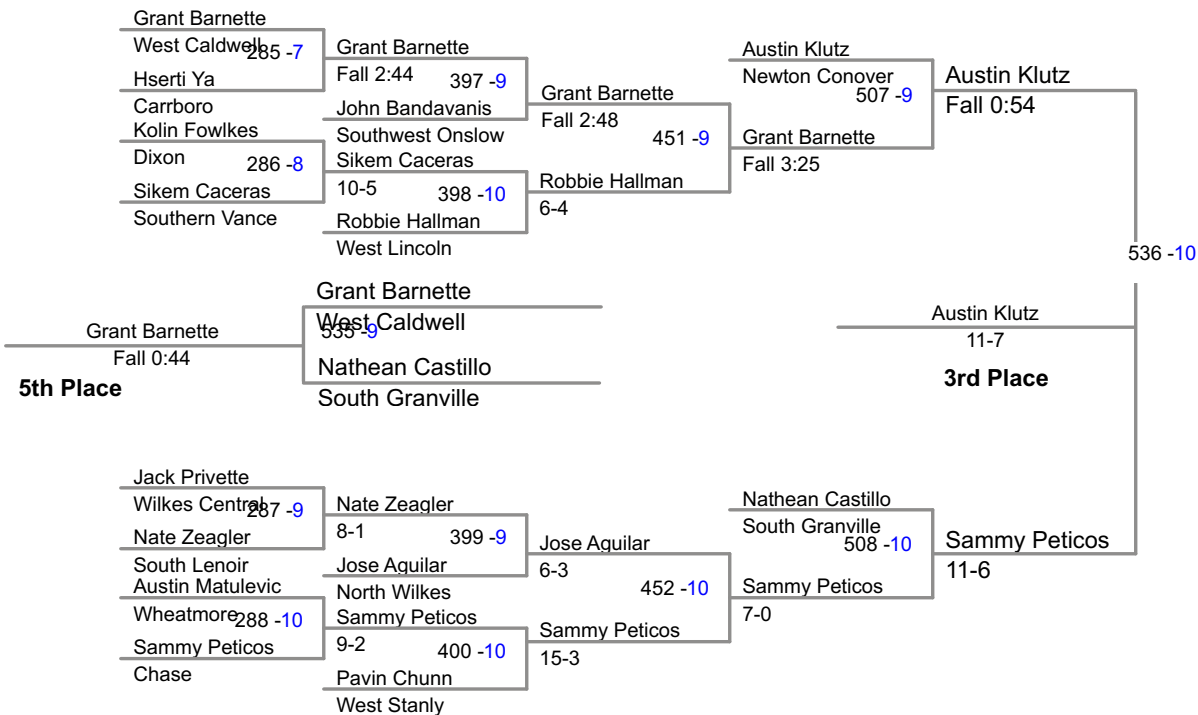 Grant Barnette
West Caldwell
285 -7
Hserti Ya
Carrboro
Kolin Fowlkes
Dixon
286 -8
Sikem Caceras
Southern Vance
Grant Barnette
Fall 2:44
397 -9
John Bandavanis
Southwest Onslow
Sikem Caceras
10-5
398 -10
Robbie Hallman
West Lincoln
Grant Barnette
Fall 2:48
451 -9
Robbie Hallman
6-4
Austin Klutz
Newton Conover
507 -9
Grant Barnette
Fall 3:25
Austin Klutz
Fall 0:54
536 -10
Grant Barnette
West Caldwell
535 -9
Nathean Castillo
South Granville
Grant Barnette
Fall 0:44
5th Place
Austin Klutz
11-7
3rd Place
Jack Privette
Wilkes Central
287 -9
Nate Zeagler
South Lenoir
Austin Matulevic
Wheatmore
288 -10
Sammy Peticos
Chase
Nate Zeagler
8-1
399 -9
Jose Aguilar
North Wilkes
Sammy Peticos
9-2
400 -10
Pavin Chunn
West Stanly
Jose Aguilar
6-3
452 -10
Sammy Peticos
15-3
Nathean Castillo
South Granville
508 -10
Sammy Peticos
7-0
Sammy Peticos
11-6